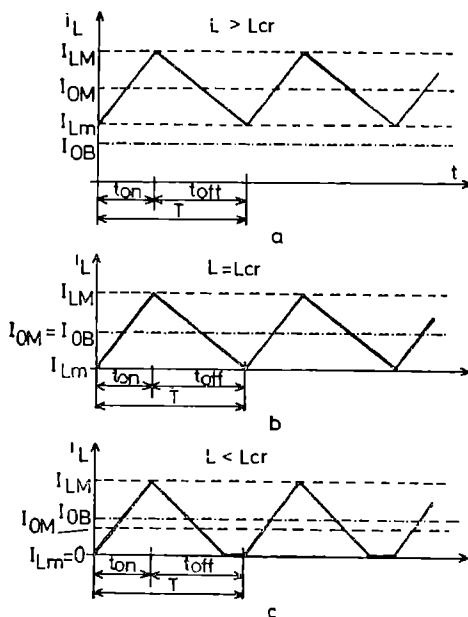 iL
L > Lcr
ILM
IOM
ILm
IOB
t
ton
toff
T
a
iL
L=Lcr
ILM
IOM=IOB
ILm
ton
toff
T
b
iL
L < Lcr
ILM
IOB
IOM
ILm=0
ton
toff
T
c